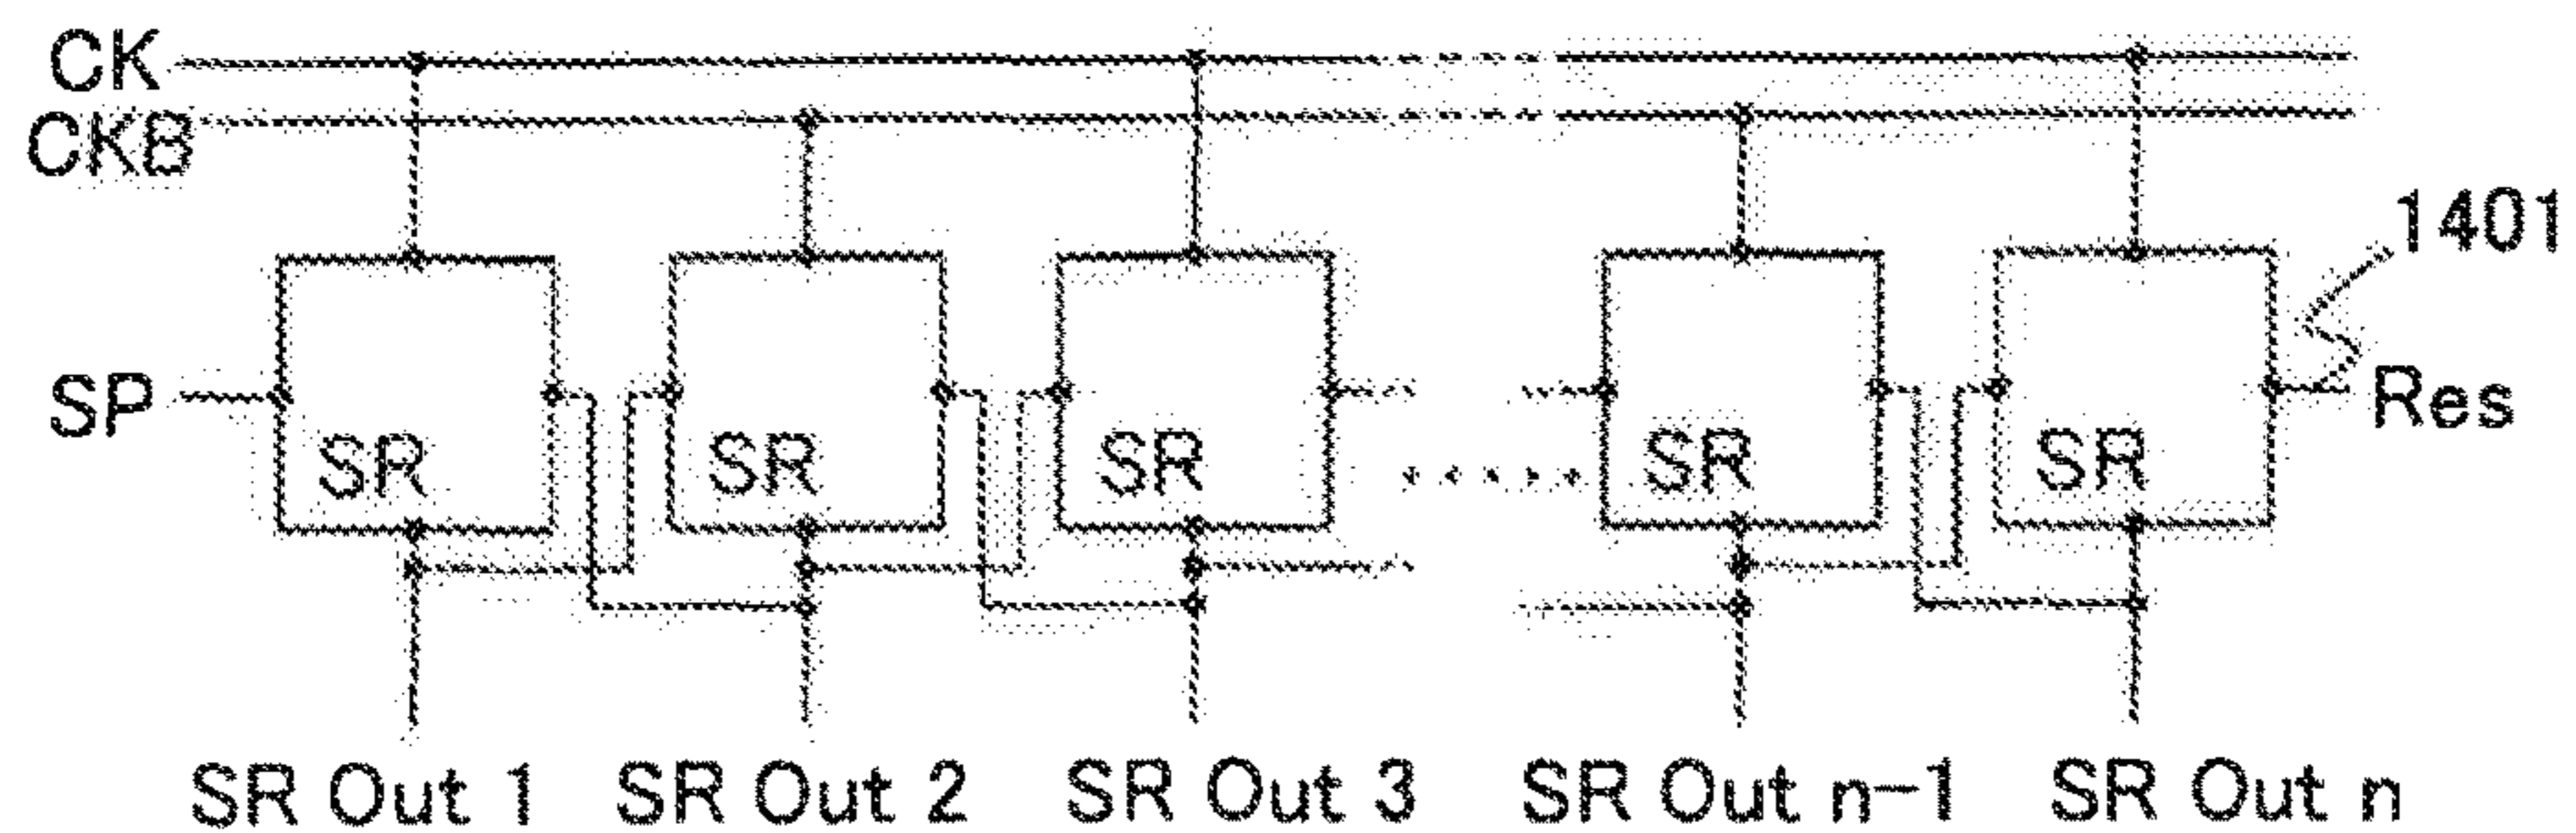 CK
CKB
1401
SP
Res
SR SR SR SR SR
SR Out 1 SR Out 2 SR Out 3 SR Out n-1 SR Out n